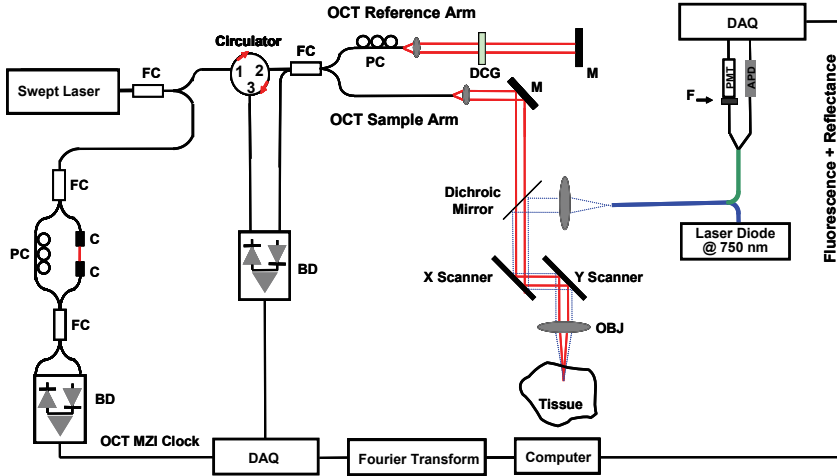 OCT Reference Arm
DAQ
Circulator
FC
1
2
3
FC
PC
DCG
M
PMT
APD
Swept Laser
F
OCT Sample Arm
M
Fluorescence + Reflectance
FC
Dichroic
Mirror
Laser Diode
@ 750 nm
PC
C
C
BD
X Scanner
Y Scanner
FC
OBJ
BD
Tissue
OCT MZI Clock
DAQ
Fourier Transform
Computer